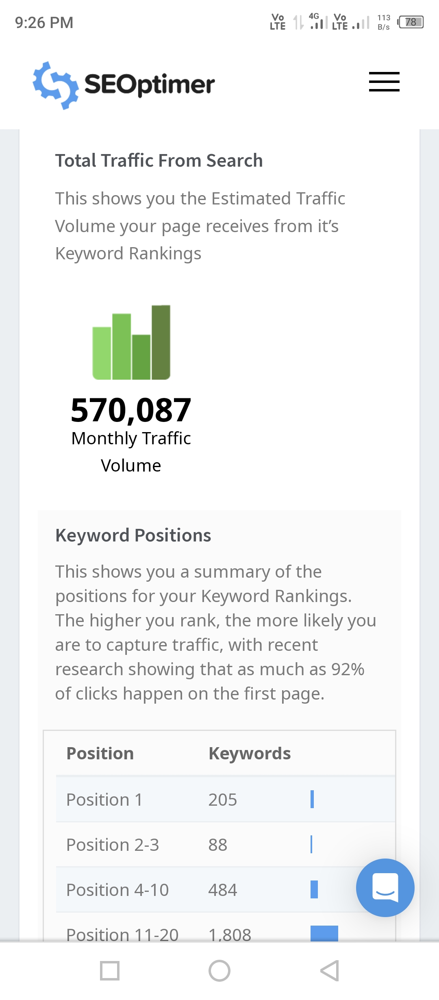 9:26 PM
Vo LTE 4G Vo LTE 113 B/s 78
SEOptimer
Total Traffic From Search
This shows you the Estimated Traffic
Volume your page receives from it’s
Keyword Rankings
570,087
Monthly Traffic
Volume
Keyword Positions
This shows you a summary of the
positions for your Keyword Rankings.
The higher you rank, the more likely you
are to capture traffic, with recent
research showing that as much as 92%
of clicks happen on the first page.
Position Keywords
Position 1 205
Position 2-3 88
Position 4-10 484
Position 11-20 1,808